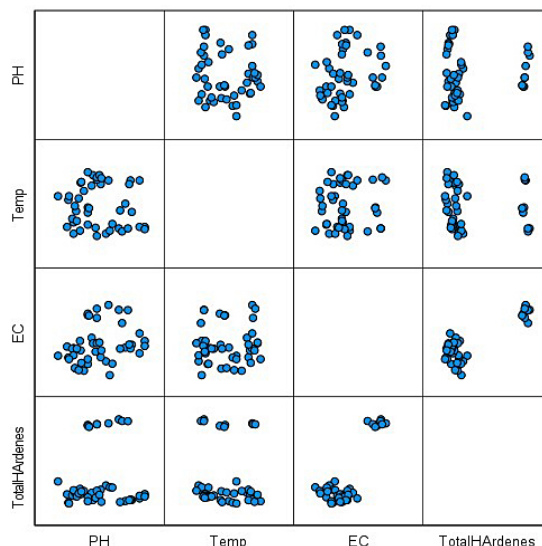 PH
Temp
EC
TotalHArdenes
PH
Temp
EC
TotalHArdenes